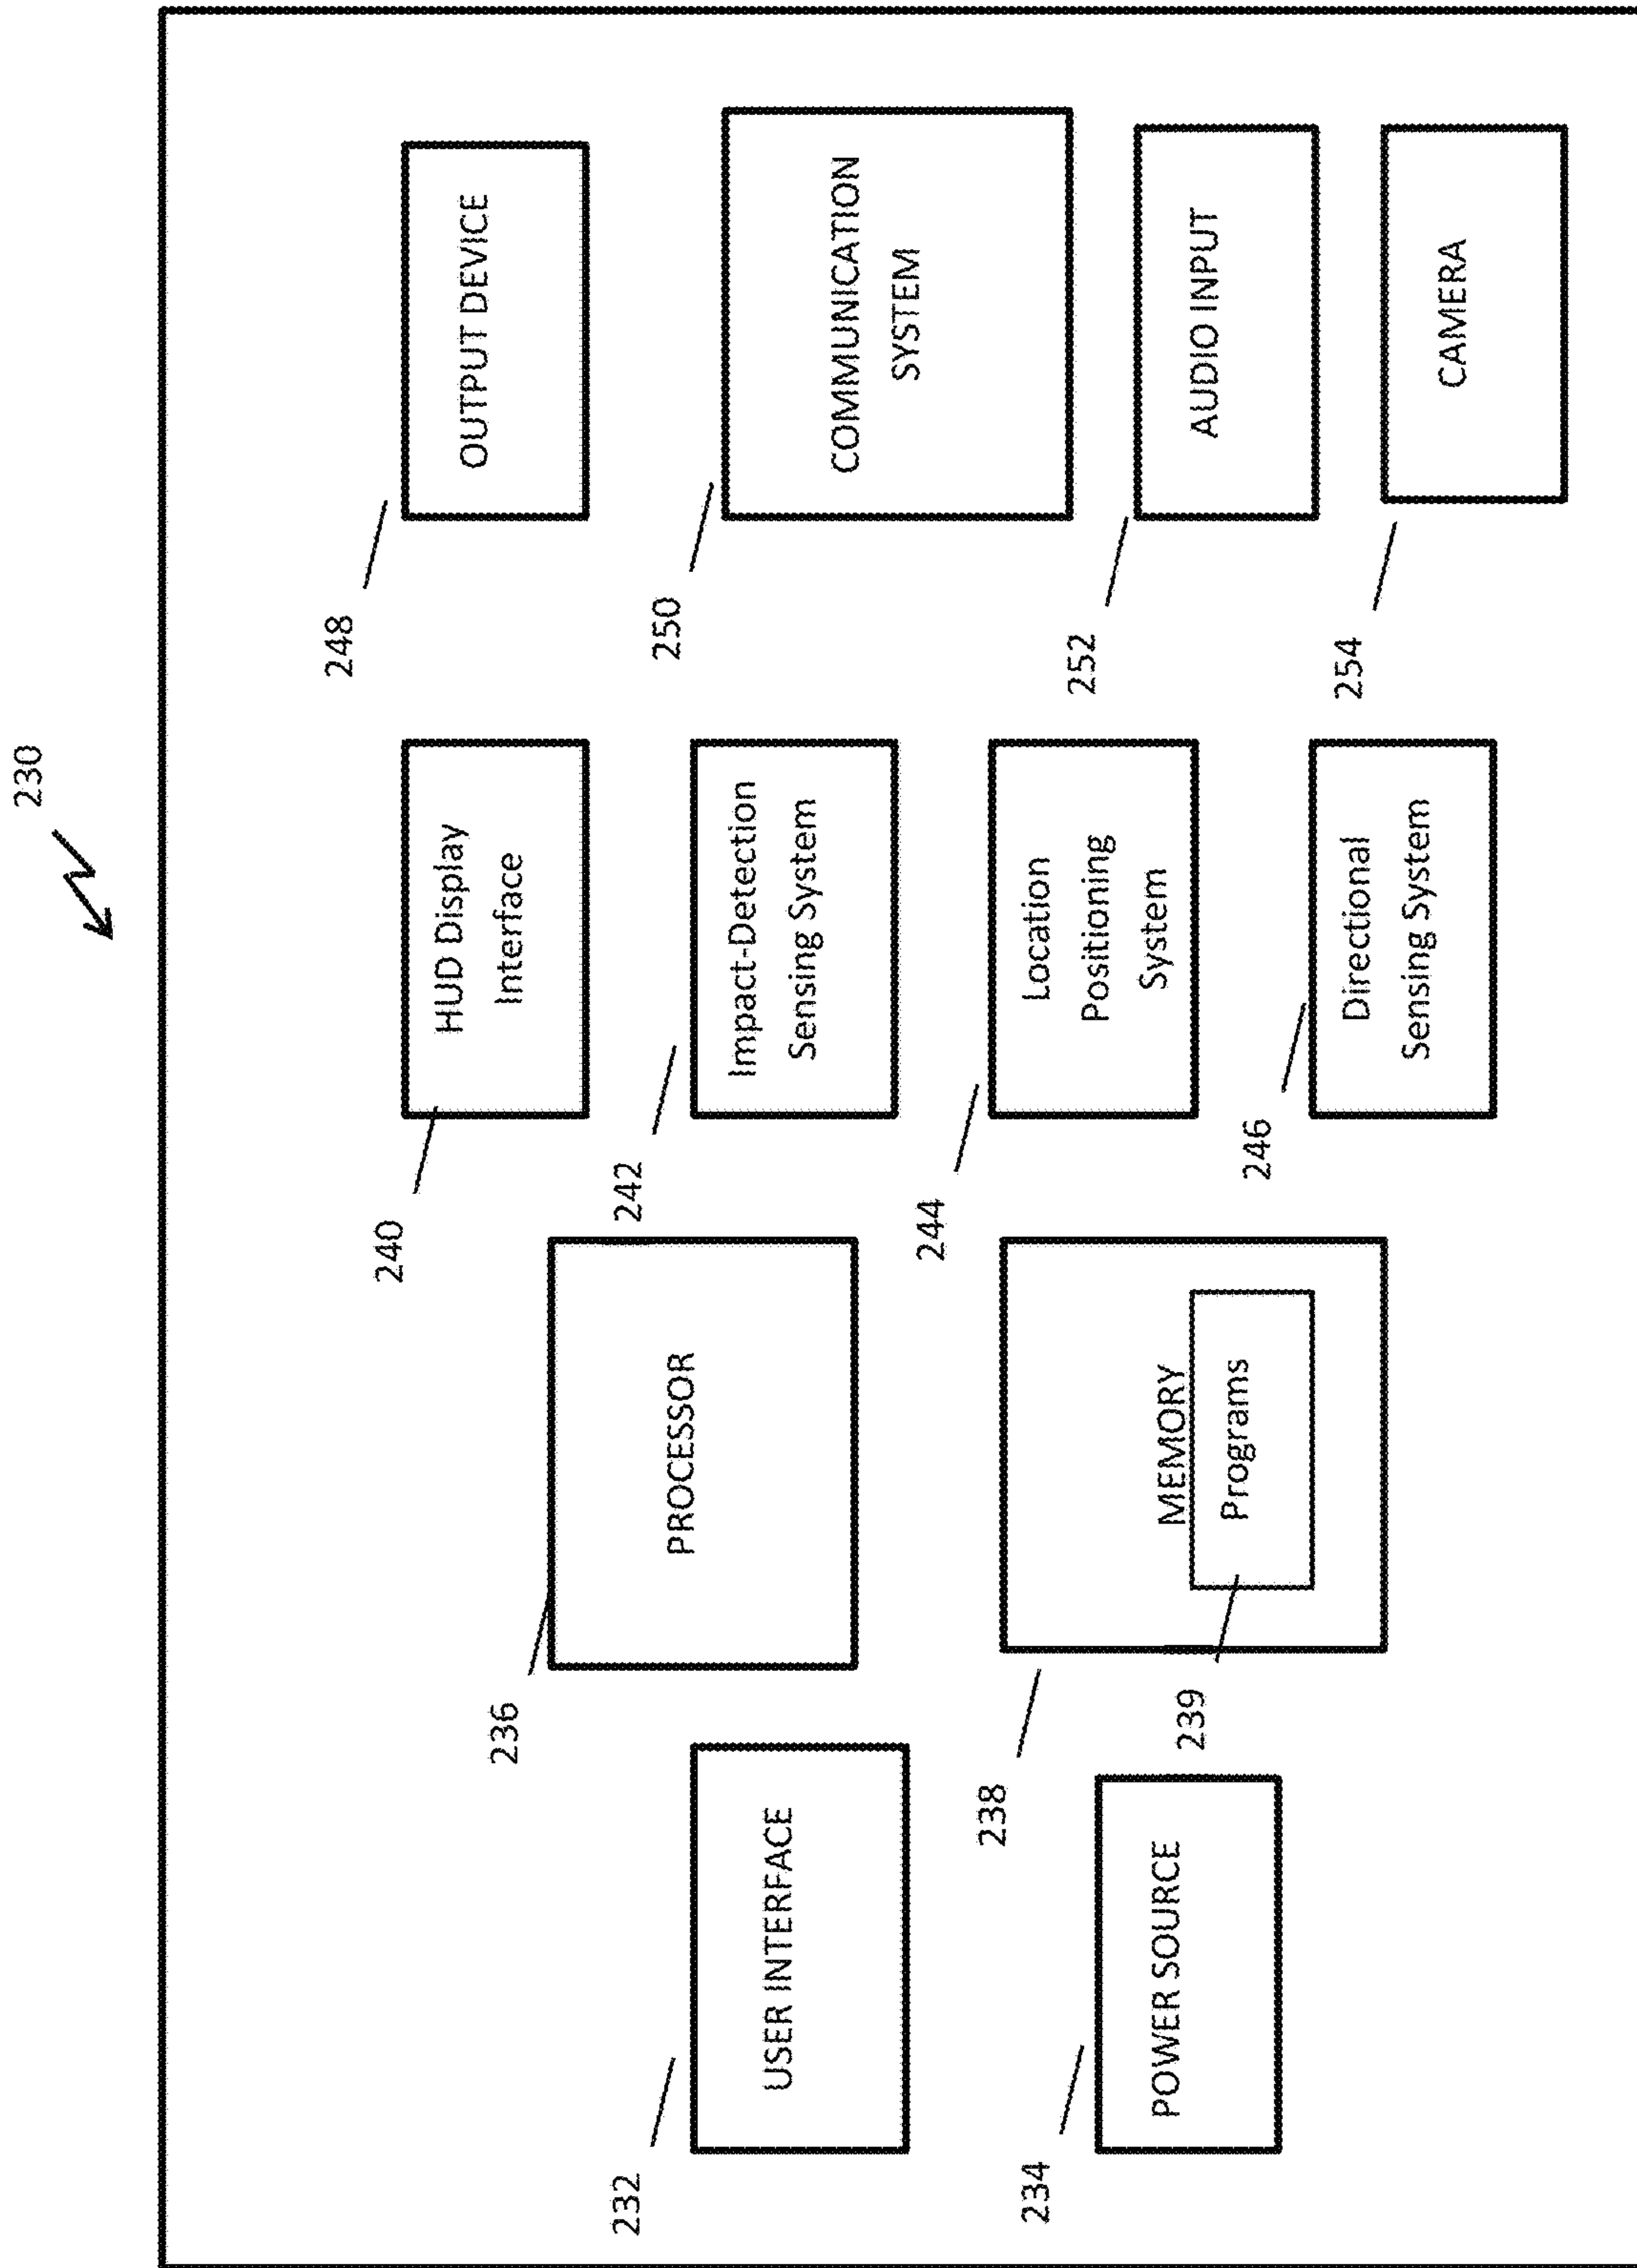 230
232
USER INTERFACE
234
POWER SOURCE
236
PROCESSOR
238
MEMORY
239
Programs
240
HUD Display
Interface
242
Impact-Detection
Sensing System
244
Location
Positioning
System
246
Directional
Sensing System
248
OUTPUT DEVICE
250
COMMUNICATION
SYSTEM
252
AUDIO INPUT
254
CAMERA